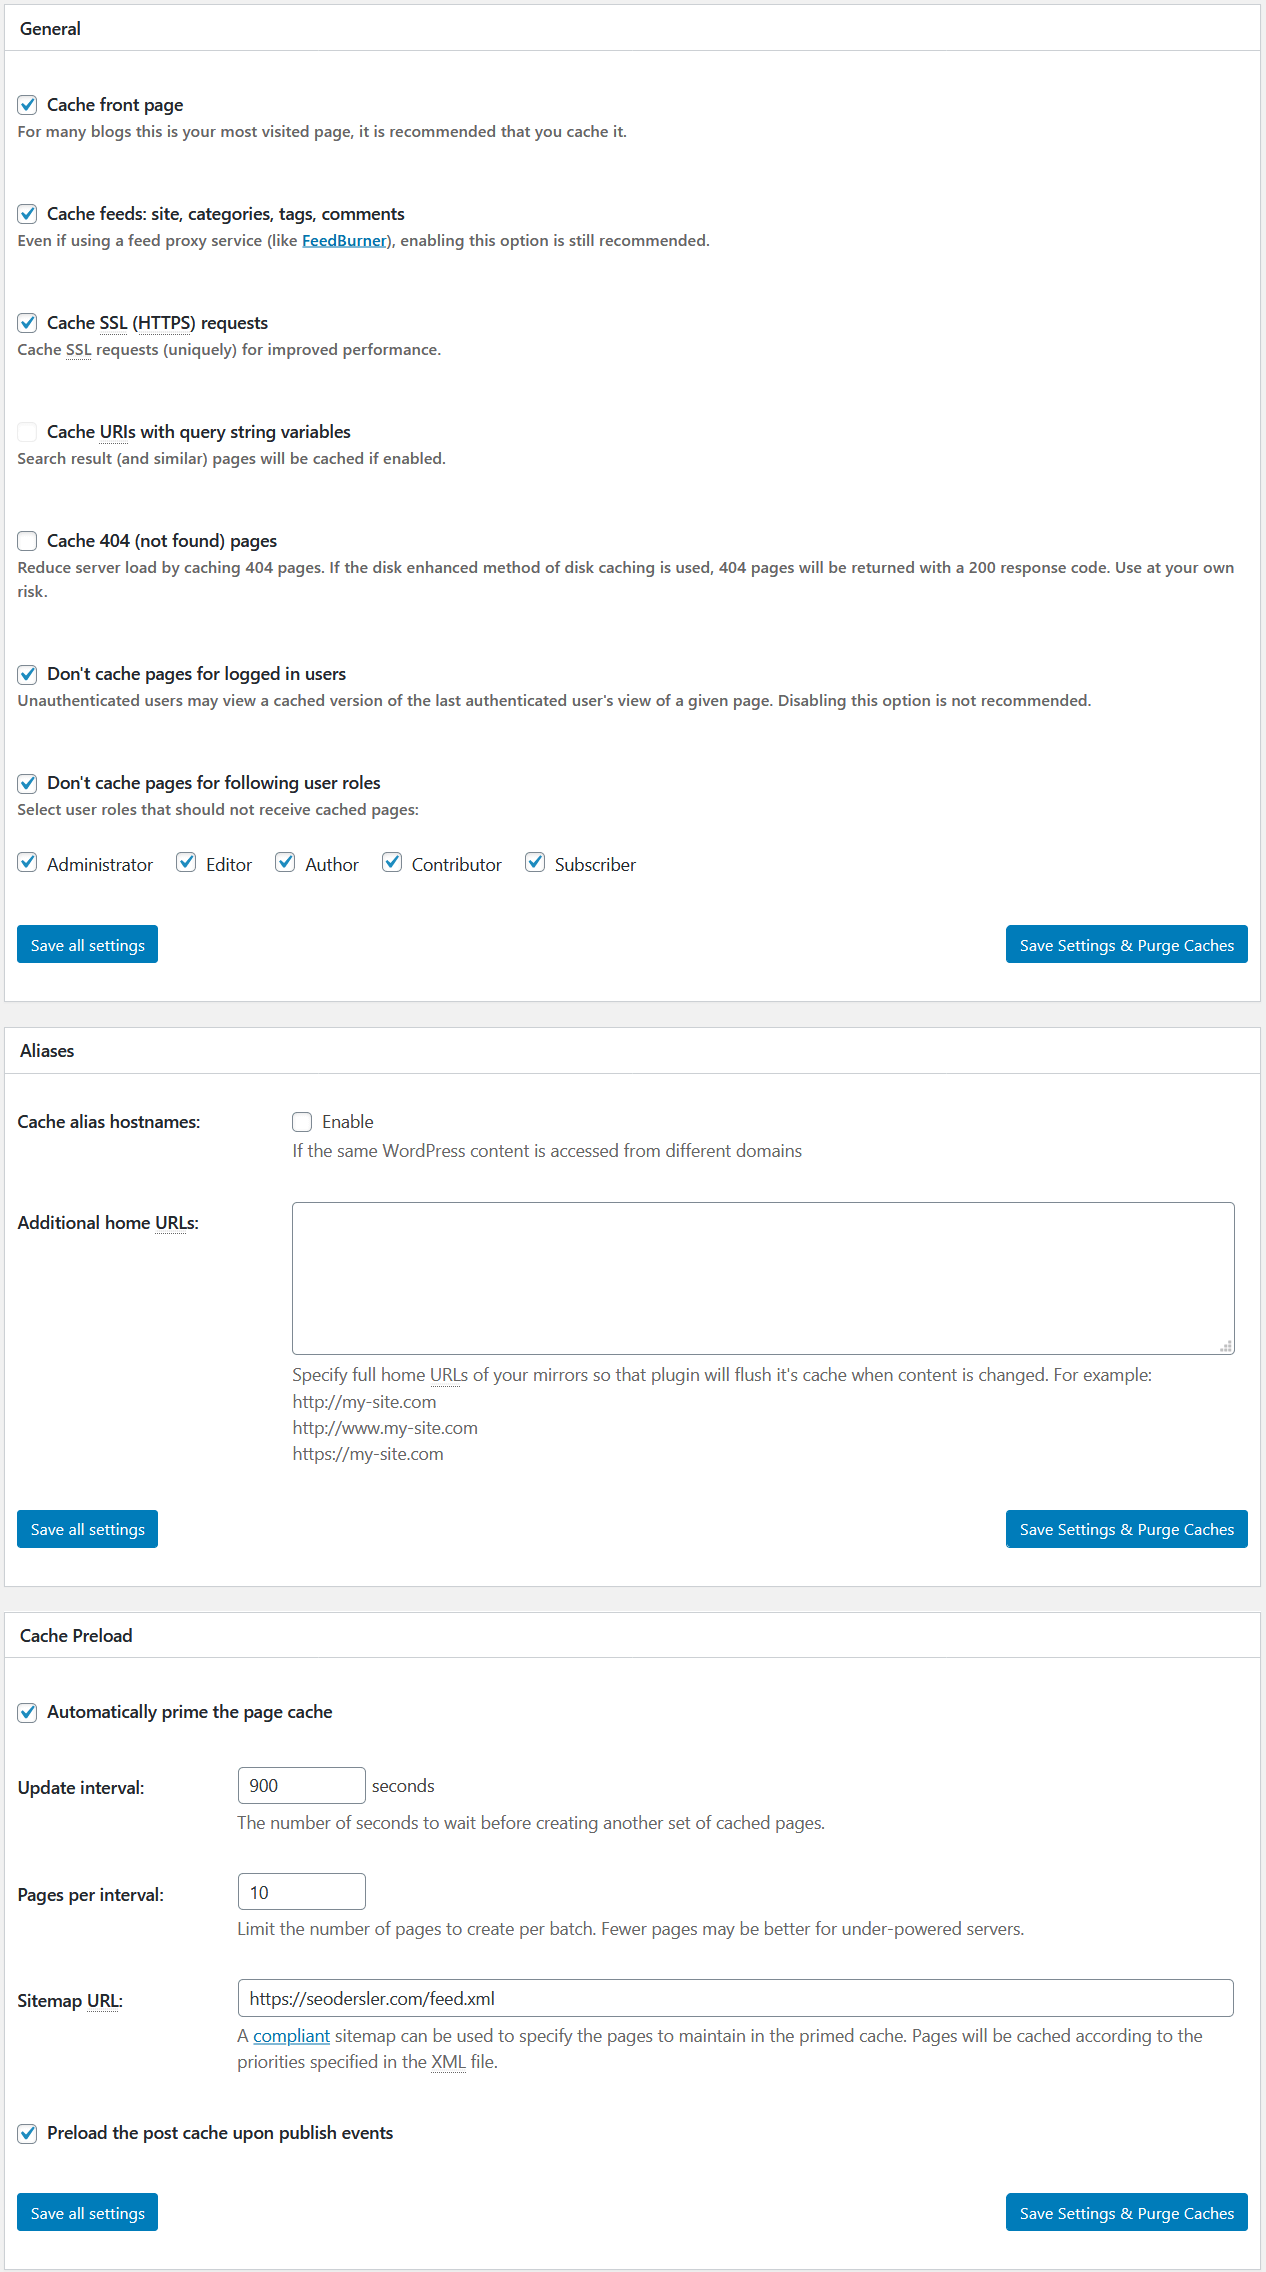 General
Cache front page
For many blogs this is your most visited page, it is recommended that you cache it.
Cache feeds: site, categories, tags, comments
Even if using a feed proxy service (like FeedBurner), enabling this option is still recommended.
Cache SSL (HTTPS) requests
Cache SSL requests (uniquely) for improved performance.
Cache URIs with query string variables
Search result (and similar) pages will be cached if enabled.
Cache 404 (not found) pages
Reduce server load by caching 404 pages. If the disk enhanced method of disk caching is used, 404 pages will be returned with a 200 response code. Use at your own
risk.
Don't cache pages for logged in users
Unauthenticated users may view a cached version of the last authenticated user's view of a given page. Disabling this option is not recommended.
Don't cache pages for following user roles
Select user roles that should not receive cached pages:
Administrator Editor Author Contributor Subscriber
Save all settings Save Settings & Purge Caches
Aliases
Cache alias hostnames: Enable
If the same WordPress content is accessed from different domains
Additional home URLs:
Specify full home URLs of your mirrors so that plugin will flush it's cache when content is changed. For example:
http://my-site.com
http://www.my-site.com
https://my-site.com
Save all settings Save Settings & Purge Caches
Cache Preload
Automatically prime the page cache
Update interval: 900 seconds
The number of seconds to wait before creating another set of cached pages.
Pages per interval: 10
Limit the number of pages to create per batch. Fewer pages may be better for under-powered servers.
Sitemap URL: https://seodersler.com/feed.xml
A compliant sitemap can be used to specify the pages to maintain in the primed cache. Pages will be cached according to the
priorities specified in the XML file.
Preload the post cache upon publish events
Save all settings Save Settings & Purge Caches